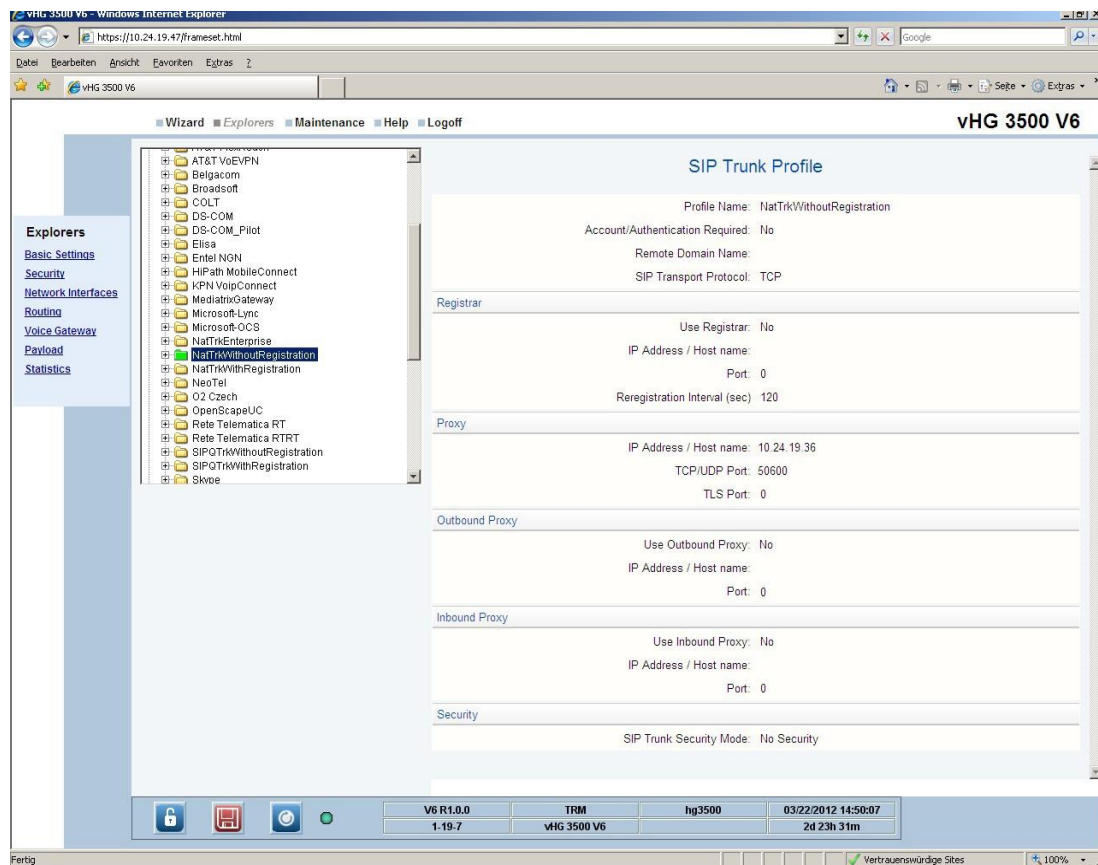 vHG 3500 V6 - Windows Internet Explorer
https://10.24.19.47/frameset.html
Google
Datei Bearbeiten Ansicht Favoriten Extras ?
vHG 3500 V6
Seite Extras
Wizard Explorers Maintenance Help Logoff
vHG 3500 V6
Explorers
Basic Settings
Security
Network Interfaces
Routing
Voice Gateway
Payload
Statistics
AT&T VoEVPN
Belgacom
Broadsoft
COLT
DS-COM
DS-COM_Pilot
Elisa
Entel NGN
HiPath MobileConnect
KPN VoipConnect
MediatrixGateway
Microsoft-Lync
Microsoft-OCS
NatTrkEnterprise
NatTrkWithoutRegistration
NatTrkWithRegistration
NeoTel
O2 Czech
OpenScapeUC
Rete Telematica RT
Rete Telematica RTRT
SIPQTrkWithoutRegistration
SIPQTrkWithRegistration
Skype
SIP Trunk Profile
Profile Name: NatTrkWithoutRegistration
Account/Authentication Required: No
Remote Domain Name:
SIP Transport Protocol: TCP
Registrar
Use Registrar: No
IP Address / Host name:
Port: 0
Reregistration Interval (sec) 120
Proxy
IP Address / Host name: 10.24.19.36
TCP/UDP Port: 50600
TLS Port: 0
Outbound Proxy
Use Outbound Proxy: No
IP Address / Host name:
Port: 0
Inbound Proxy
Use Inbound Proxy: No
IP Address / Host name:
Port: 0
Security
SIP Trunk Security Mode: No Security
V6 R1.0.0 TRM hg3500 03/22/2012 14:50:07
1-19-7 vHG 3500 V6 2d 23h 31m
Fertig
Vertrauenswürdige Sites
100%